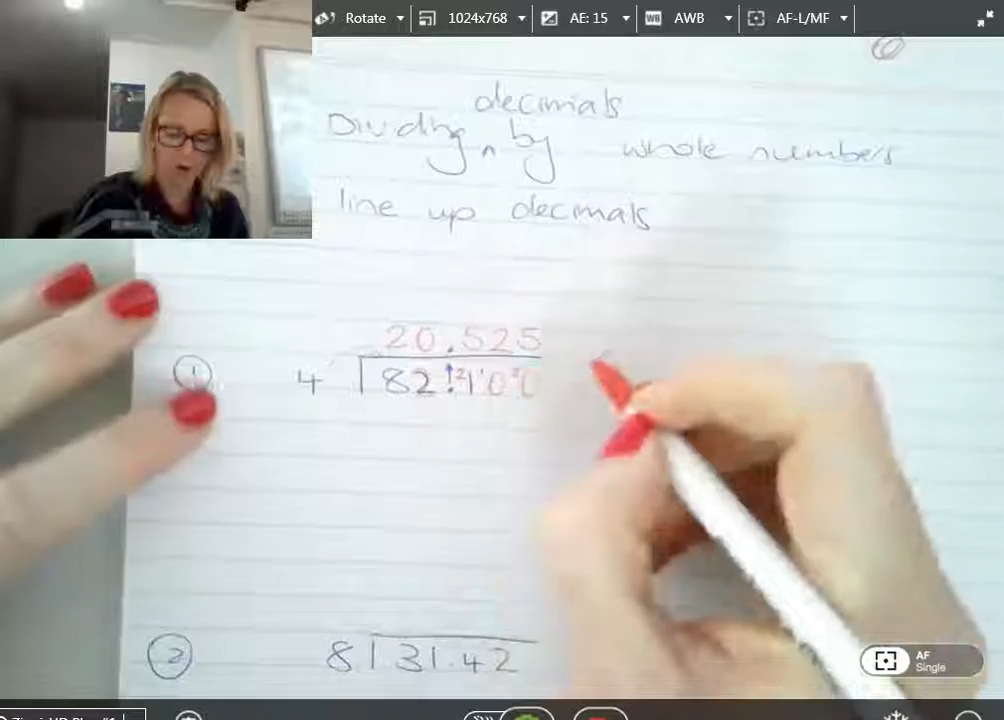 Rotate 1024x768 AE: 15 AWB AF-L/MF
decimals
Dividing ^ by whole numbers
line up decimals
20.525
① 4 82.²1¹0²0
② 8 31.42
AF
Single